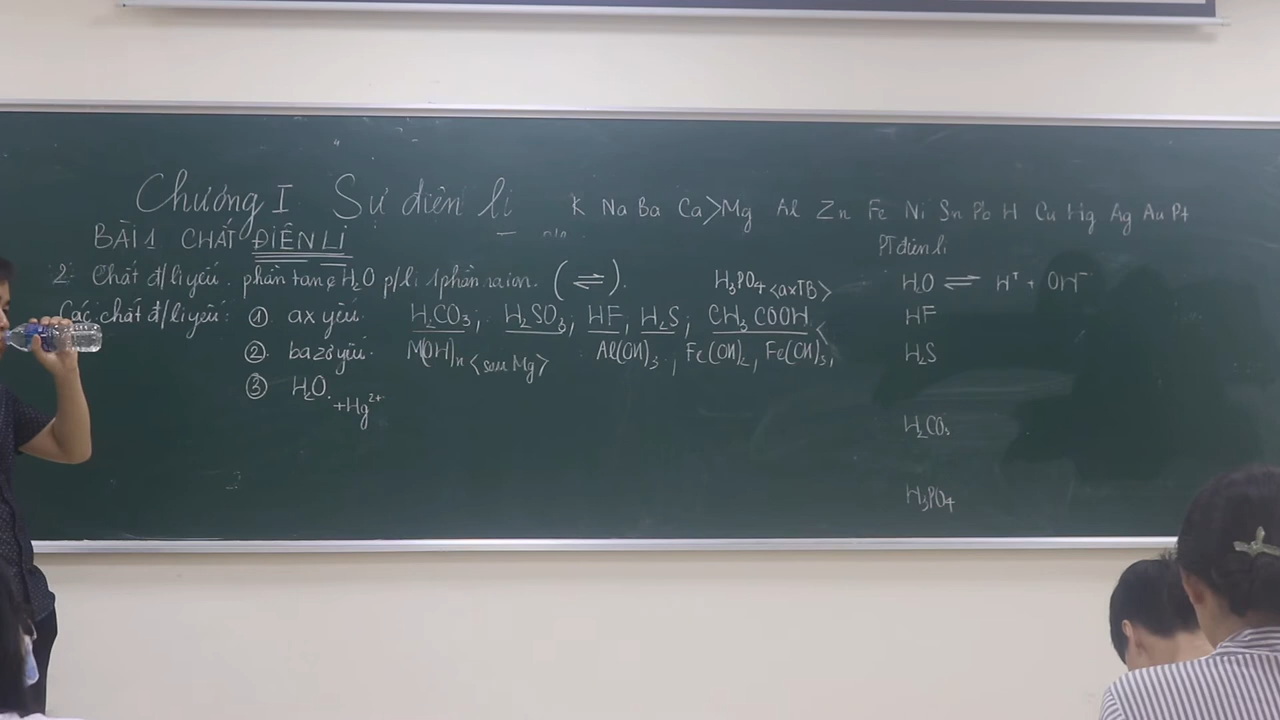 Chương I Sự điện li
K Na Ba Ca > Mg Al Zn Fe Ni Sn Pb H Cu Hg Ag Au Pt
BÀI 1 CHẤT ĐIỆN LI
2. Chất đ/li yếu. phần tan ∈ H₂O p/li 1 phần ra ion. (⇌).
Các chất đ/li yếu: ① ax yếu H₂CO₃; H₂SO₃; HF, H₂S; CH₃COOH <
H₃PO₄ <axTB>
② bazơ yếu. M(OH)ₙ <sau Mg> Al(OH)₃; Fe(OH)₂, Fe(OH)₃,
③ H₂O.
+Hg²⁺
PT điện li
H₂O ⇌ H⁺ + OH⁻
HF
H₂S
H₂CO₃
H₃PO₄